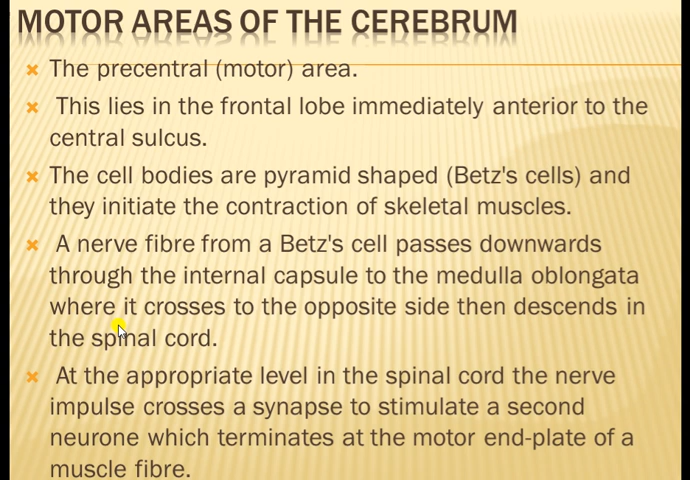 MOTOR AREAS OF THE CEREBRUM
The precentral (motor) area.
This lies in the frontal lobe immediately anterior to the
central sulcus.
The cell bodies are pyramid shaped (Betz's cells) and
they initiate the contraction of skeletal muscles.
A nerve fibre from a Betz's cell passes downwards
through the internal capsule to the medulla oblongata
where it crosses to the opposite side then descends in
the spinal cord.
At the appropriate level in the spinal cord the nerve
impulse crosses a synapse to stimulate a second
neurone which terminates at the motor end-plate of a
muscle fibre.